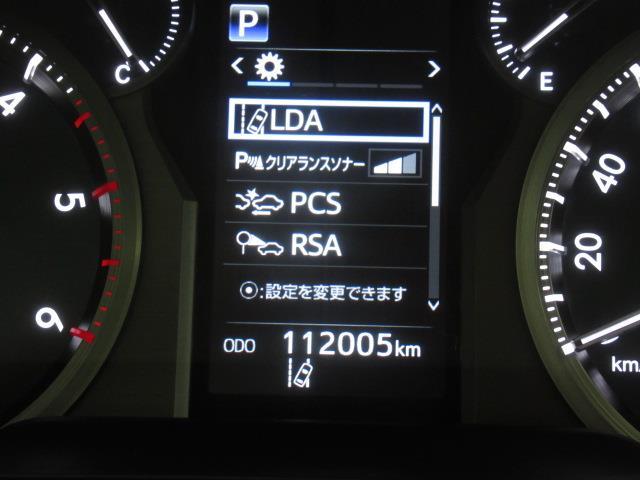 P
C
E
LDA
P クリアランスソナー
PCS
RSA
:設定を変更できます
ODO 112005km
4
5
6
40
20
km/